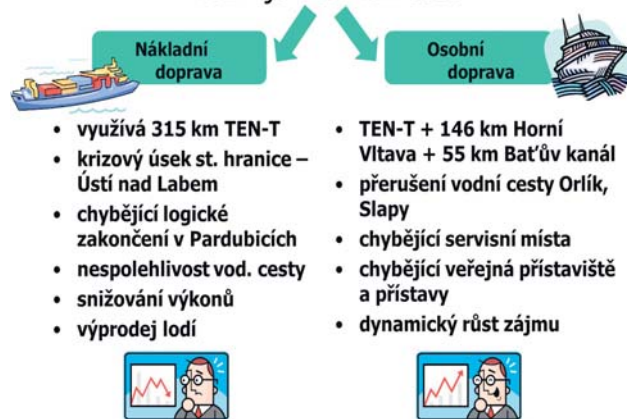 Nákladní
doprava
Osobní
doprava
• využívá 315 km TEN-T
• krizový úsek st. hranice –
Ústí nad Labem
• chybějící logické
zakončení v Pardubicích
• nespolehlivost vod. cesty
• snižování výkonů
• výprodej lodí
• TEN-T + 146 km Horní
Vltava + 55 km Baťův kanál
• přerušení vodní cesty Orlík,
Slapy
• chybějící servisní místa
• chybějící veřejná přístaviště
a přístavy
• dynamický růst zájmu